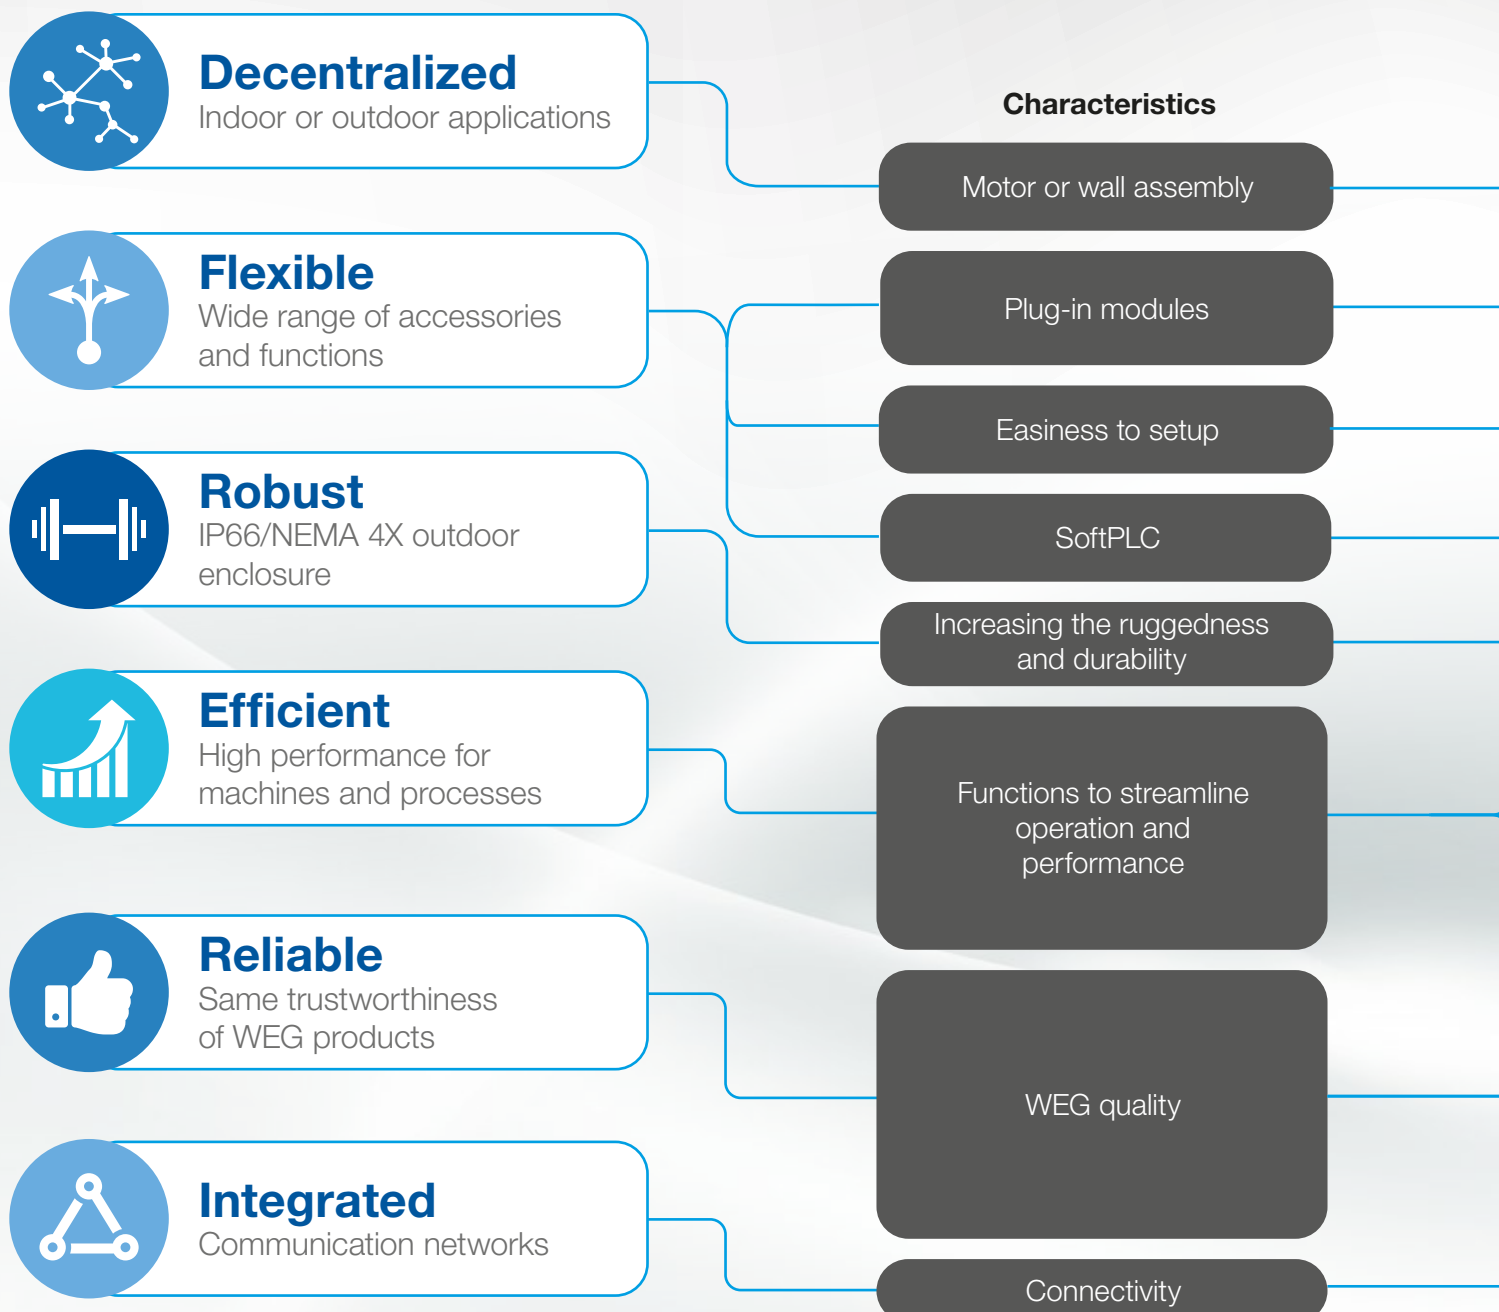 Decentralized
Indoor or outdoor applications
Flexible
Wide range of accessories
and functions
Robust
IP66/NEMA 4X outdoor
enclosure
Efficient
High performance for
machines and processes
Reliable
Same trustworthiness
of WEG products
Integrated
Communication networks
Characteristics
Motor or wall assembly
Plug-in modules
Easiness to setup
SoftPLC
Increasing the ruggedness
and durability
Functions to streamline
operation and
performance
WEG quality
Connectivity